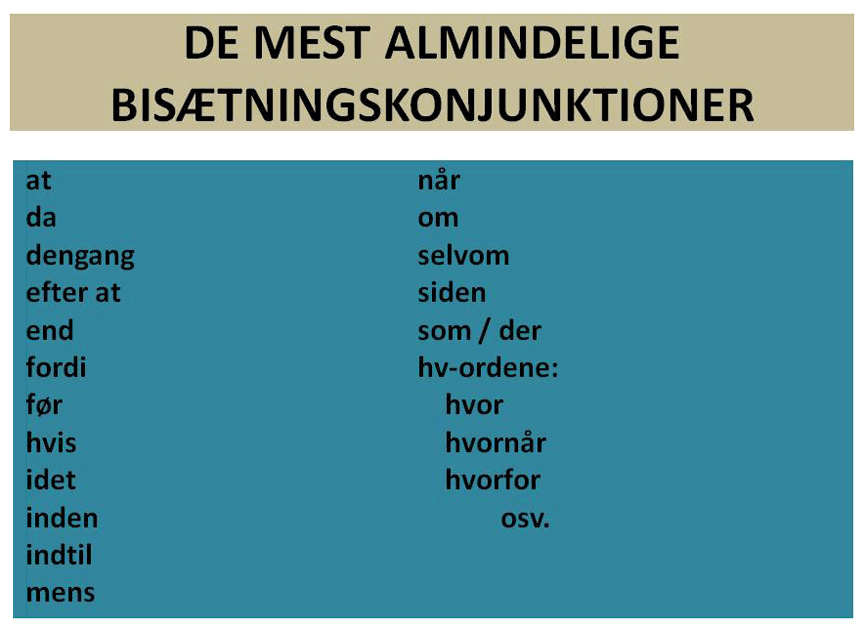 DE MEST ALMINDELIGE
BISÆTNINGSKONJUNKTIONER
at
da
dengang
efter at
end
fordi
før
hvis
idet
inden
indtil
mens
når
om
selvom
siden
som / der
hv-ordene:
hvor
hvornår
hvorfor
osv.